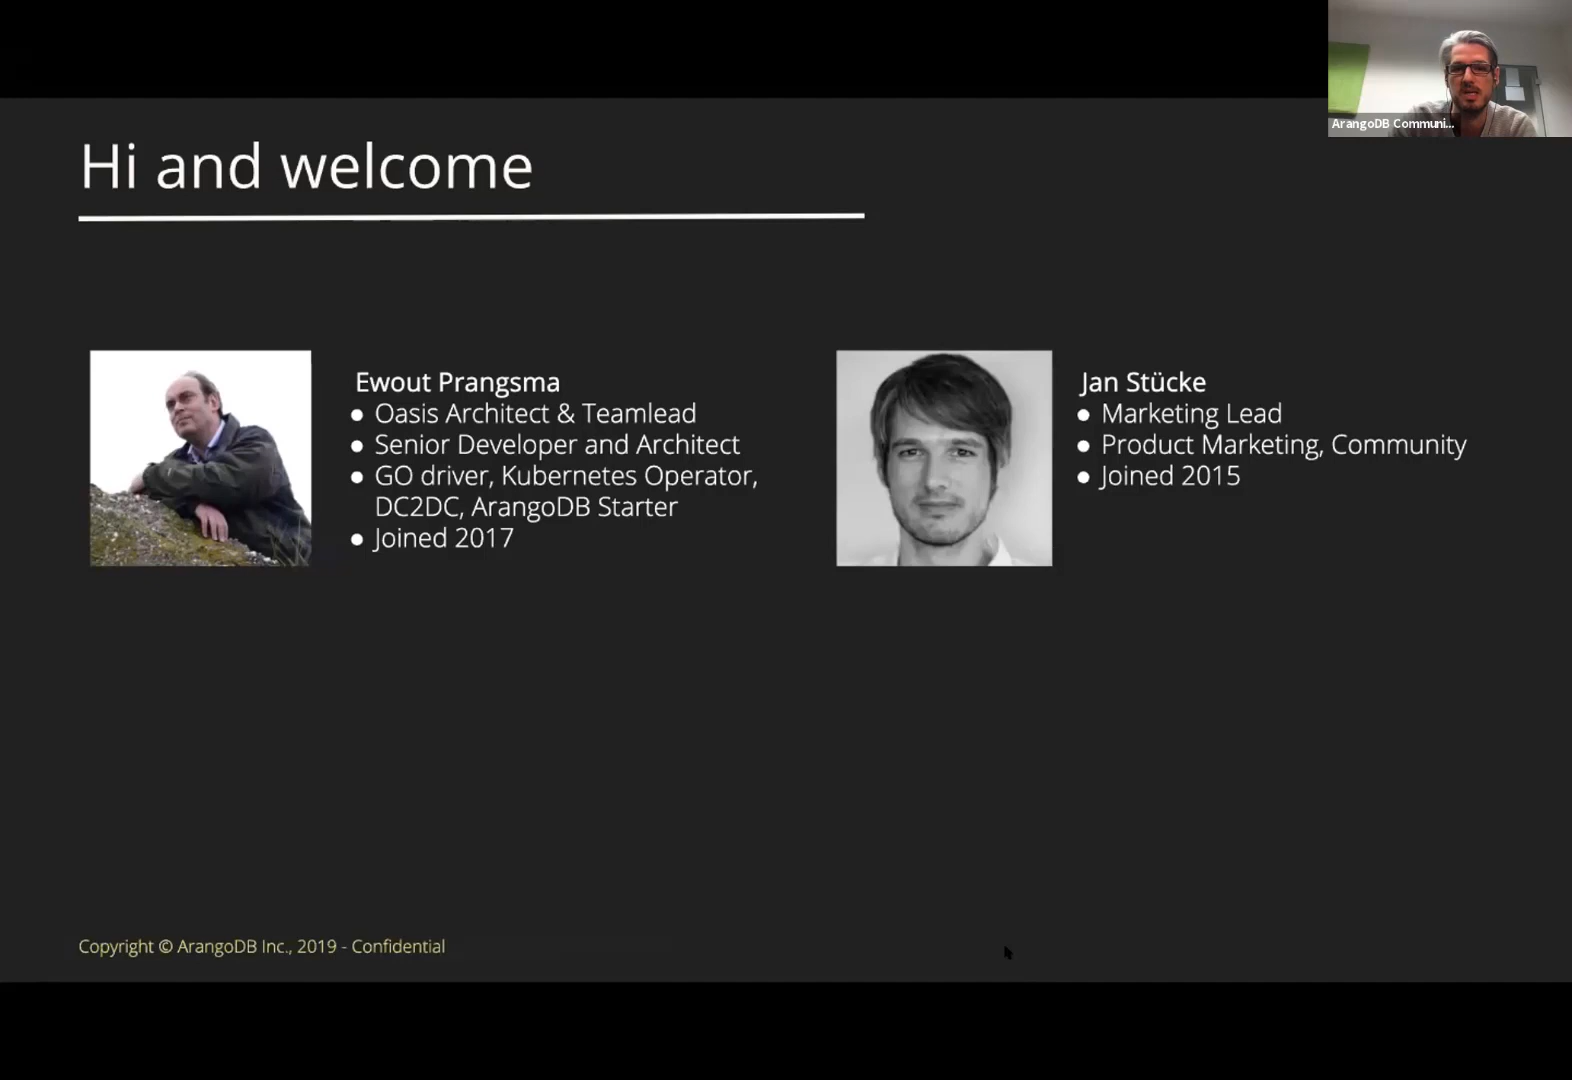 ArangoDB Communi...
Hi and welcome
Ewout Prangsma
● Oasis Architect & Teamlead
● Senior Developer and Architect
● GO driver, Kubernetes Operator,
DC2DC, ArangoDB Starter
● Joined 2017
Jan Stücke
● Marketing Lead
● Product Marketing, Community
● Joined 2015
Copyright © ArangoDB Inc., 2019 - Confidential